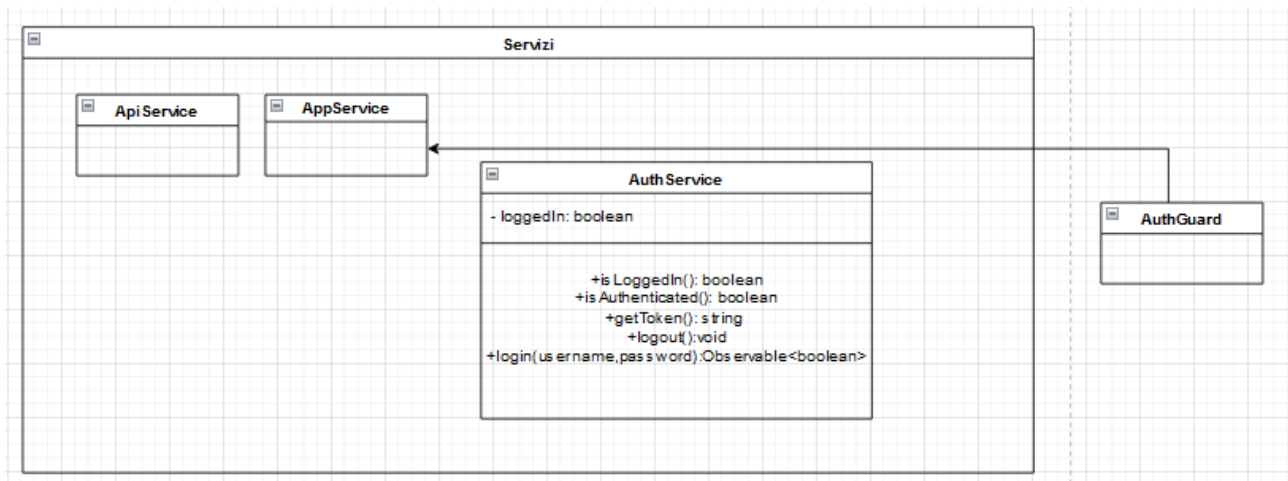 Servizi
ApiService
AppService
AuthService
- loggedIn: boolean
+isLoggedIn(): boolean
+isAuthenticated(): boolean
+getToken(): string
+logout():void
+login(username,password):Observable<boolean>
AuthGuard